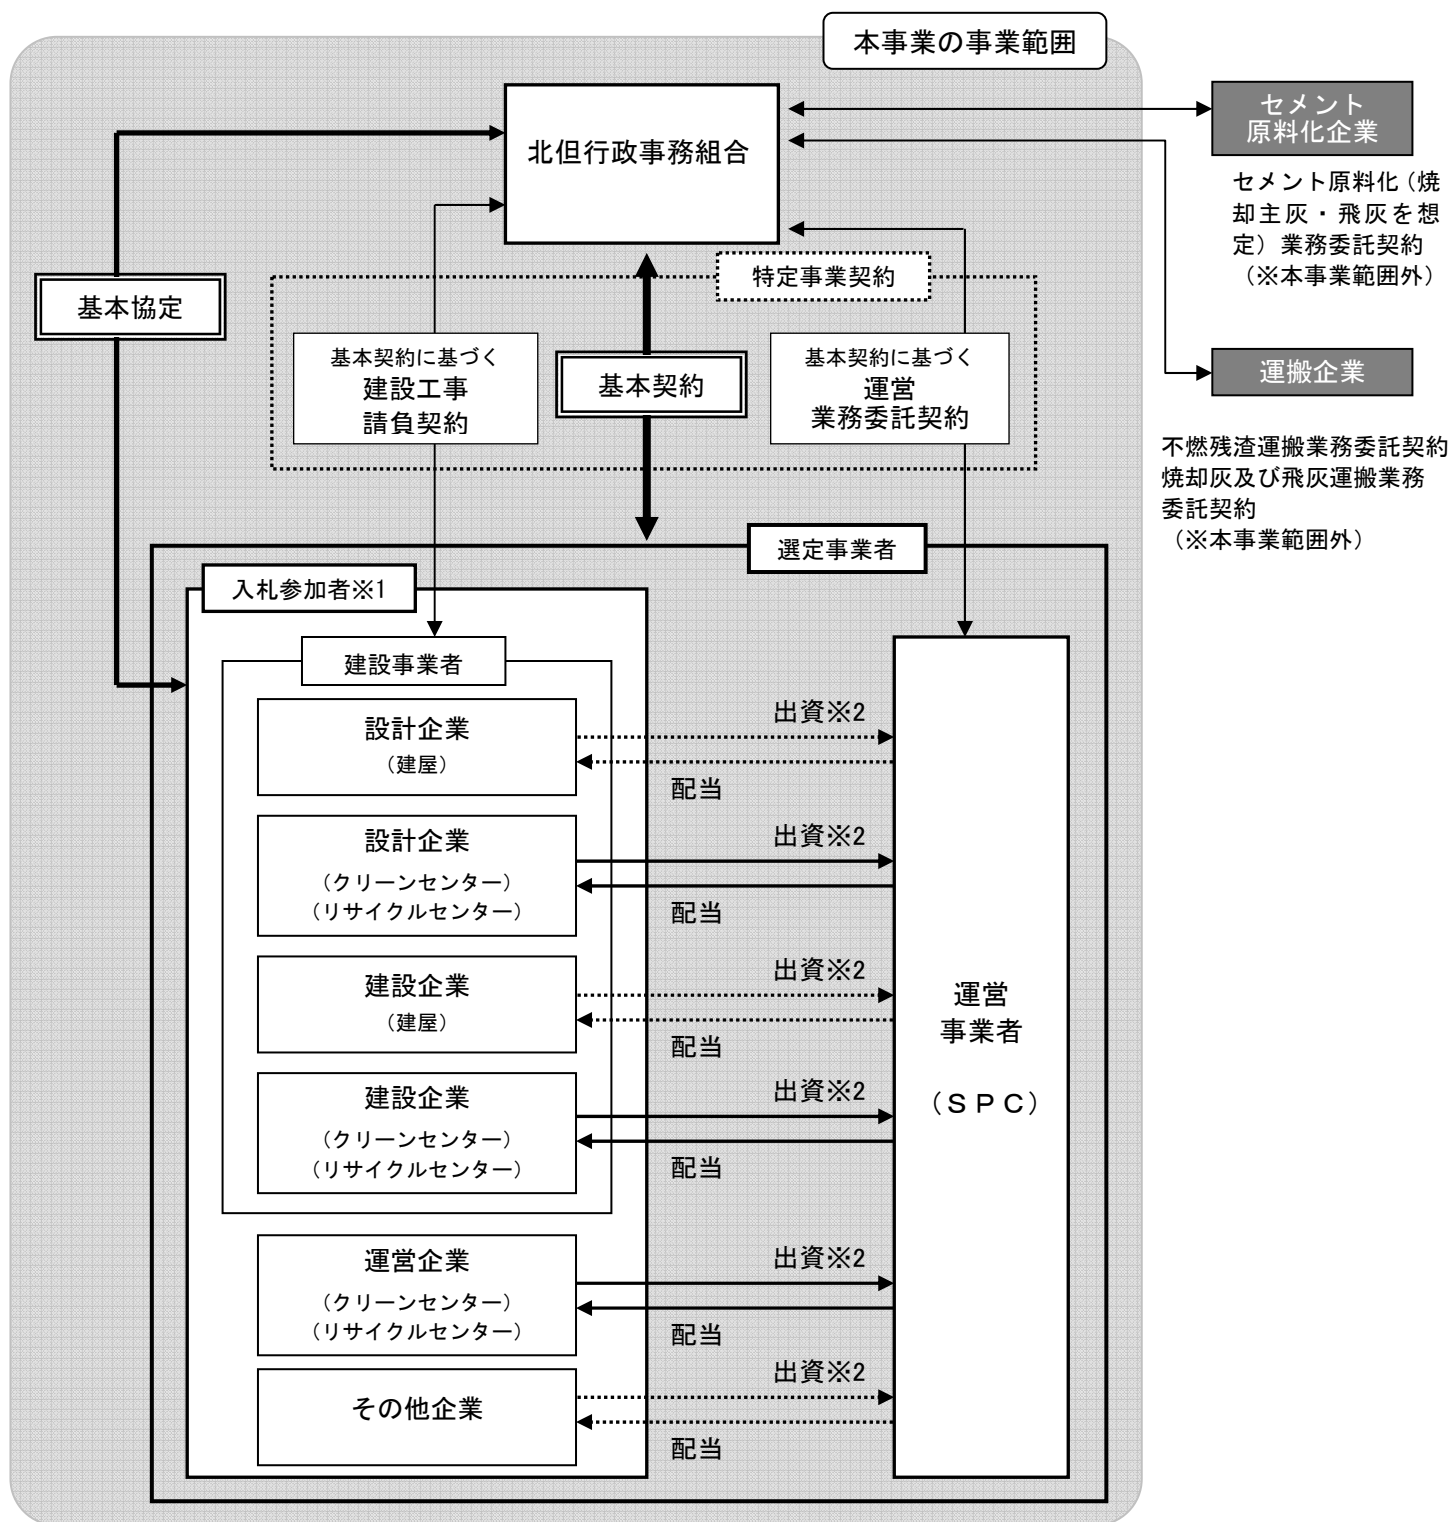 本事業の事業範囲
北但行政事務組合
セメント
原料化企業
セメント原料化（焼
却主灰・飛灰を想
定）業務委託契約
（※本事業範囲外）
基本協定
特定事業契約
基本契約に基づく
建設工事
請負契約
基本契約
基本契約に基づく
運営
業務委託契約
運搬企業
不燃残渣運搬業務委託契約
焼却灰及び飛灰運搬業務
委託契約
（※本事業範囲外）
選定事業者
入札参加者※1
建設事業者
設計企業
（建屋）
出資※2
配当
設計企業
（クリーンセンター）
（リサイクルセンター）
出資※2
配当
建設企業
（建屋）
出資※2
配当
建設企業
（クリーンセンター）
（リサイクルセンター）
出資※2
配当
運営企業
（クリーンセンター）
（リサイクルセンター）
出資※2
配当
その他企業
出資※2
配当
運営
事業者
（ＳＰＣ）